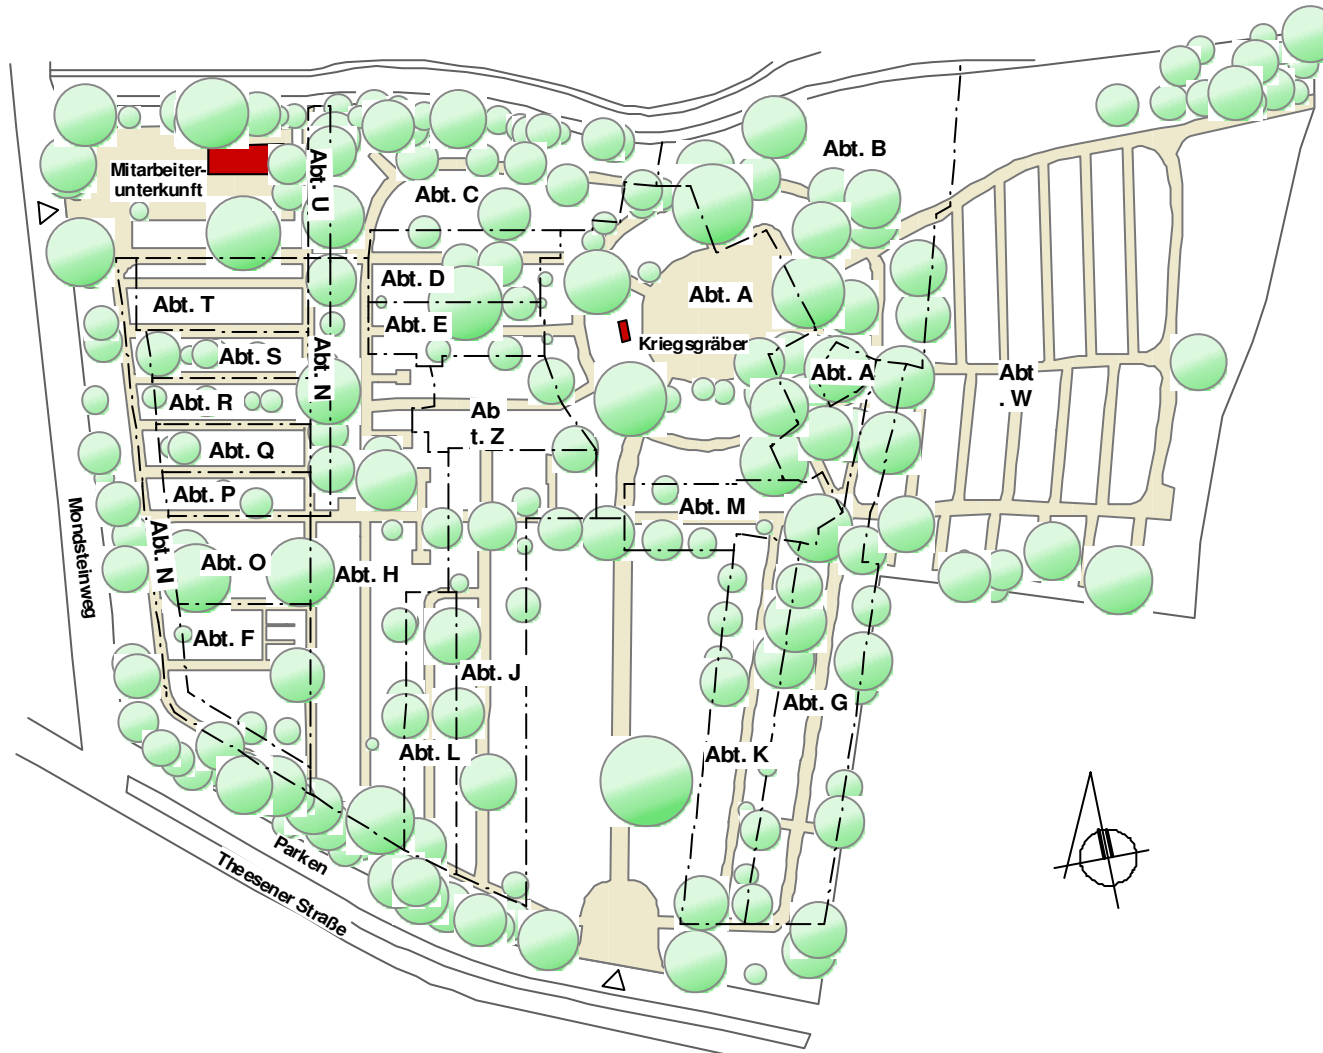 Abt. B
Mitarbeiter-
unterkunft
Abt. U
Abt. C
Abt. D
Abt. A
Abt. T
Abt. E
Kriegsgräber
Abt. S
Abt. N
Abt. A
Abt
. W
Abt. R
Ab
t. Z
Abt. Q
Abt. P
Abt. M
Mondsteinweg
Abt. N
Abt. O
Abt. H
Abt. F
Abt. J
Abt. G
Abt. L
Abt. K
Parken
Theesener Straße